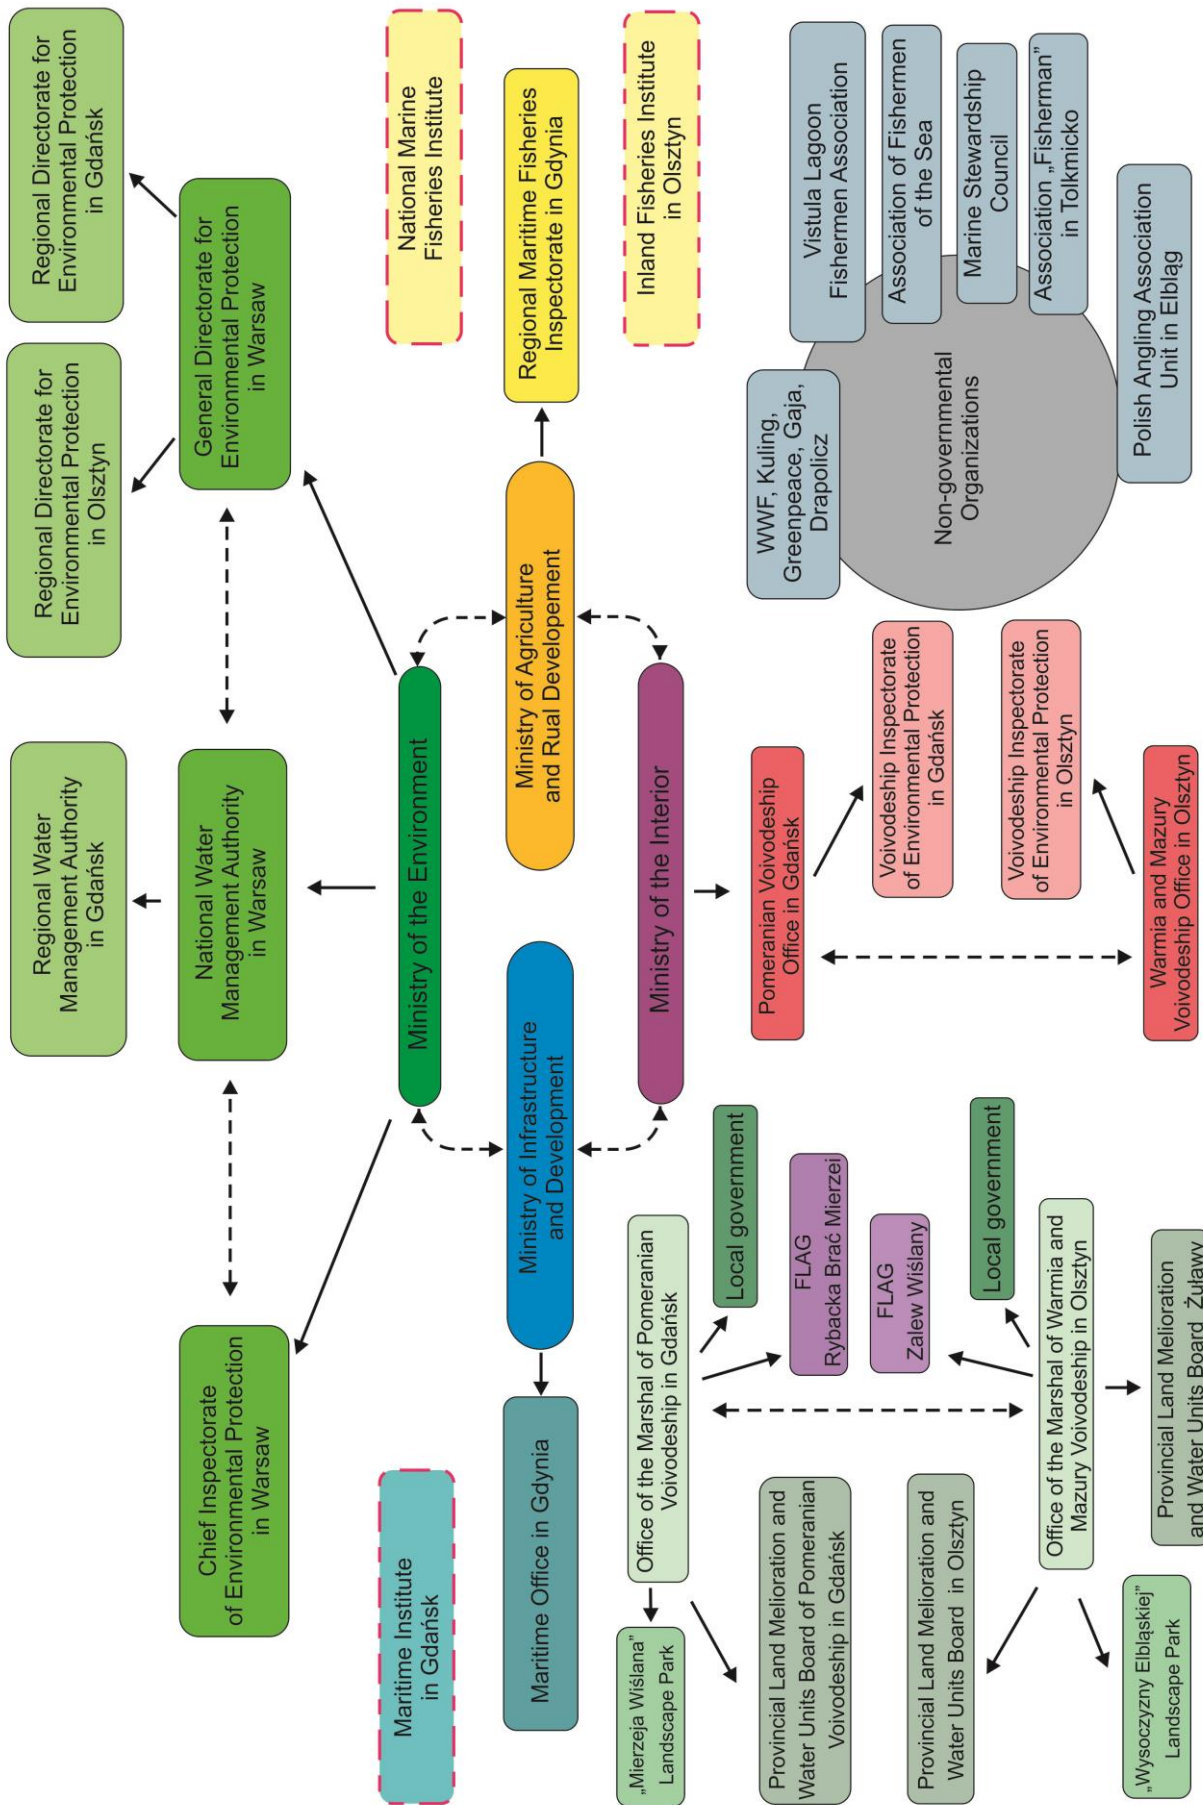 Regional Water
Management Authority
in Gdańsk
Regional Directorate for
Environmental Protection
in Olsztyn
Regional Directorate for
Environmental Protection
in Gdańsk
Chief Inspectorate
of Environmental Protection
in Warsaw
National Water
Management Authority
in Warsaw
General Directorate for
Environmental Protection
in Warsaw
Maritime Institute
in Gdańsk
Ministry of the Environment
National Marine
Fisheries Institute
Maritime Office in Gdynia
Ministry of Infrastructure
and Development
Ministry of Agriculture
and Rural Developement
Regional Maritime Fisheries
Inspectorate in Gdynia
Ministry of the Interior
Inland Fisheries Institute
in Olsztyn
„Mierzeja Wiślana”
Landscape Park
Office of the Marshal of Pomeranian
Voivodeship in Gdańsk
Local government
Provincial Land Melioration and
Water Units Board of Pomeranian
Voivodeship in Gdańsk
FLAG
Rybacka Brać Mierzei
FLAG
Zalew Wiślany
Provincial Land Melioration and
Water Units Board in Olsztyn
Local government
Office of the Marshal of Warmia and
Mazury Voivodeship in Olsztyn
„Wysoczyzny Elbląskiej”
Landscape Park
Provincial Land Melioration
and Water Units Board Żuławy
Pomeranian Voivodeship
Office in Gdańsk
Voivodeship Inspectorate
of Environmental Protection
in Gdańsk
Voivodeship Inspectorate
of Environmental Protection
in Olsztyn
Warmia and Mazury
Voivodeship Office in Olsztyn
WWF, Kuling,
Greenpeace, Gaja,
Drapolicz
Vistula Lagoon
Fishermen Association
Association of Fishermen
of the Sea
Marine Stewardship
Council
Association „Fisherman”
in Tolkmicko
Non-governmental
Organizations
Polish Angling Association
Unit in Elbląg